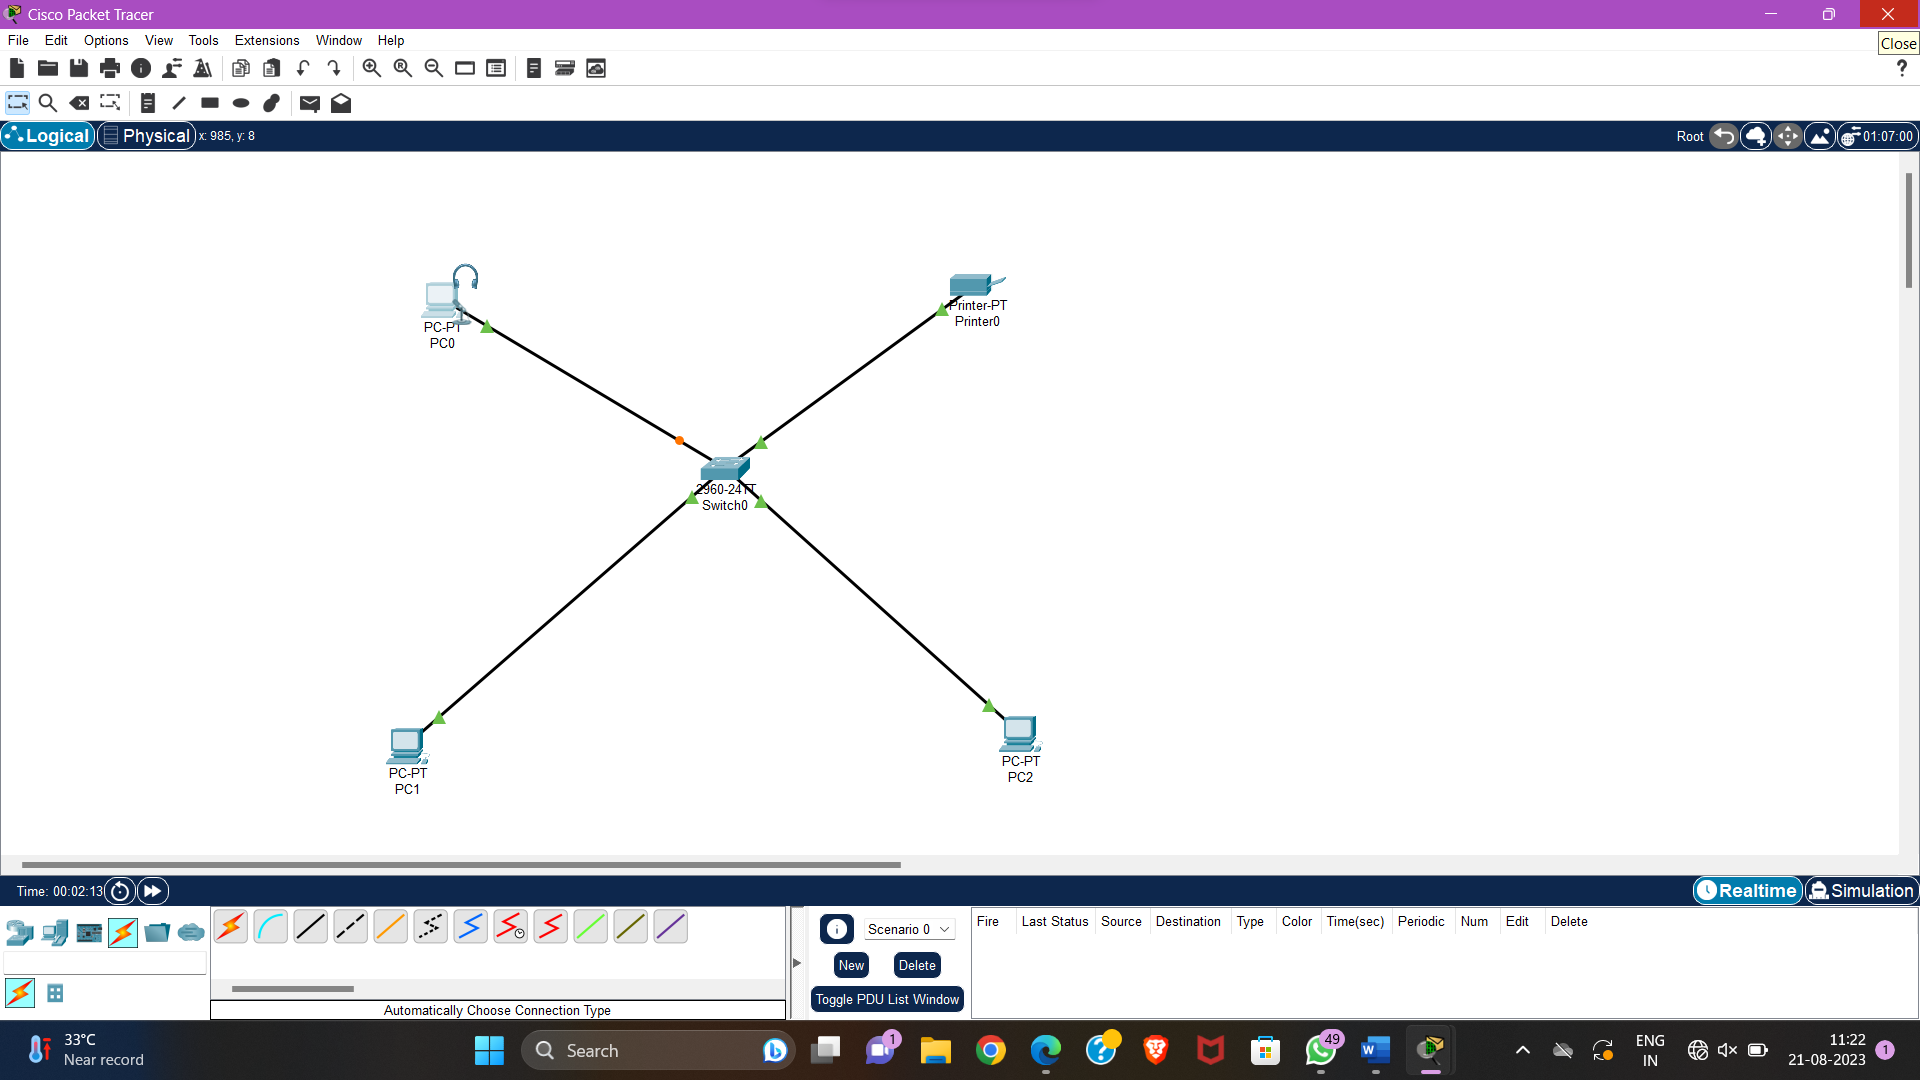 Cisco Packet Tracer
File Edit Options View Tools Extensions Window Help
Close
?
Logical Physical x: 985, y: 8 Root 01:07:00
PC-PT
PC0
Printer-PT
Printer0
2960-24TT
Switch0
PC-PT
PC1
PC-PT
PC2
Time: 00:02:13 Realtime Simulation
Scenario 0
New Delete
Toggle PDU List Window
Fire Last Status Source Destination Type Color Time(sec) Periodic Num Edit Delete
Automatically Choose Connection Type
33°C
Near record
Search
1
49
ENG
IN
11:22
21-08-2023
1